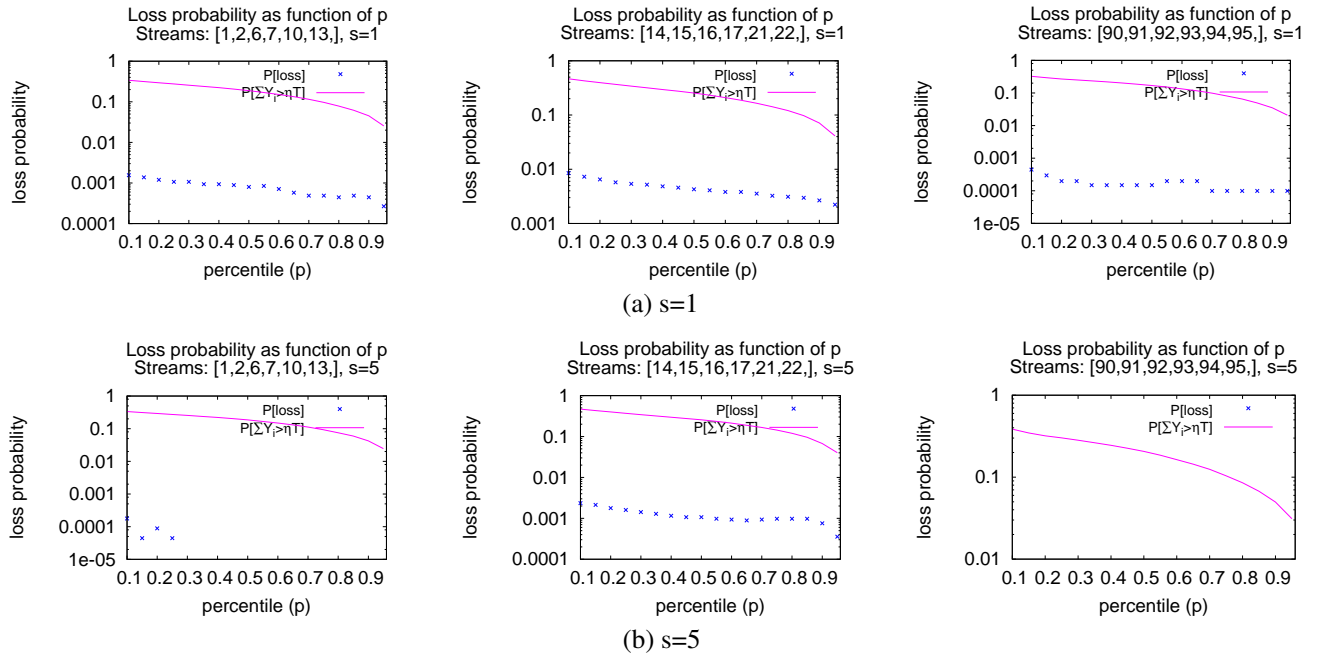 Loss probability as function of p
Streams: [1,2,6,7,10,13,], s=1
1
0.1
0.01
0.001
0.0001
loss probability
P[loss]
P[ΣYi>ηT]
0.1 0.2 0.3 0.4 0.5 0.6 0.7 0.8 0.9
percentile (p)
Loss probability as function of p
Streams: [14,15,16,17,21,22,], s=1
1
0.1
0.01
0.001
loss probability
P[loss]
P[ΣYi>ηT]
0.1 0.2 0.3 0.4 0.5 0.6 0.7 0.8 0.9
percentile (p)
Loss probability as function of p
Streams: [90,91,92,93,94,95,], s=1
1
0.1
0.01
0.0001
0.0001
1e-05
loss probability
P[loss]
P[ΣYi>ηT]
0.1 0.2 0.3 0.4 0.5 0.6 0.7 0.8 0.9
percentile (p)
(a) s=1
Loss probability as function of p
Streams: [1,2,6,7,10,13,], s=5
1
0.1
0.01
0.0001
0.0001
1e-05
loss probability
P[loss]
P[ΣYi>ηT]
0.1 0.2 0.3 0.4 0.5 0.6 0.7 0.8 0.9
percentile (p)
Loss probability as function of p
Streams: [14,15,16,17,21,22,], s=5
1
0.1
0.01
0.001
0.0001
loss probability
P[loss]
P[ΣYi>ηT]
0.1 0.2 0.3 0.4 0.5 0.6 0.7 0.8 0.9
percentile (p)
Loss probability as function of p
Streams: [90,91,92,93,94,95,], s=5
1
0.1
0.01
loss probability
P[loss]
P[ΣYi>ηT]
0.1 0.2 0.3 0.4 0.5 0.6 0.7 0.8 0.9
percentile (p)
(b) s=5